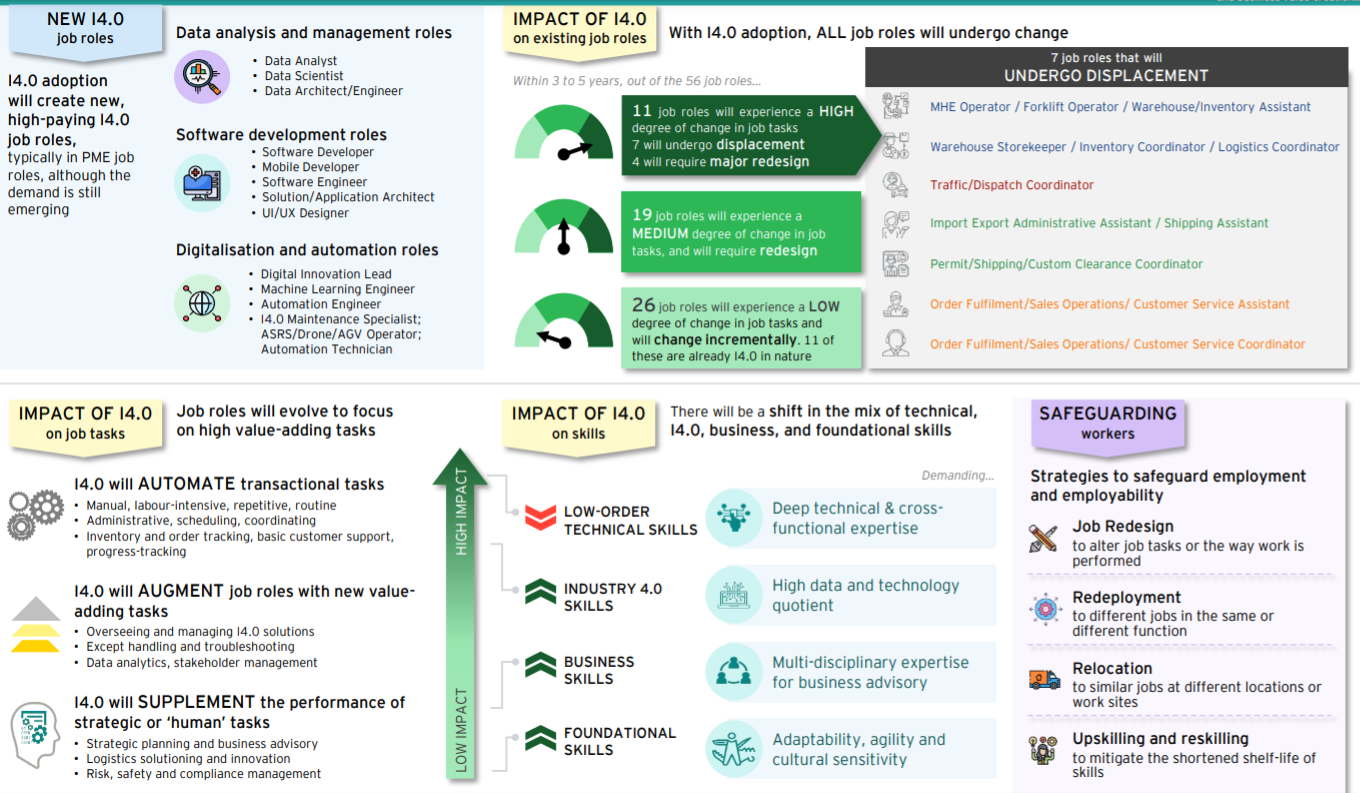 NEW I4.0
job roles
I4.0 adoption
will create new,
high-paying I4.0
job roles,
typically in PME job
roles, although the
demand is still
emerging
Data analysis and management roles
• Data Analyst
• Data Scientist
• Data Architect/Engineer
Software development roles
• Software Developer
• Mobile Developer
• Software Engineer
• Solution/Application Architect
• UI/UX Designer
Digitalisation and automation roles
• Digital Innovation Lead
• Machine Learning Engineer
• Automation Engineer
• I4.0 Maintenance Specialist;
ASRS/Drone/AGV Operator;
Automation Technician
IMPACT OF I4.0
on existing job roles
With I4.0 adoption, ALL job roles will undergo change
Within 3 to 5 years, out of the 56 job roles...
11 job roles will experience a HIGH
degree of change in job tasks
7 will undergo displacement
4 will require major redesign
19 job roles will experience a
MEDIUM degree of change in job
tasks, and will require redesign
26 job roles will experience a LOW
degree of change in job tasks and
will change incrementally. 11 of
these are already I4.0 in nature
7 job roles that will
UNDERGO DISPLACEMENT
MHE Operator / Forklift Operator / Warehouse/Inventory Assistant
Warehouse Storekeeper / Inventory Coordinator / Logistics Coordinator
Traffic/Dispatch Coordinator
Import Export Administrative Assistant / Shipping Assistant
Permit/Shipping/Custom Clearance Coordinator
Order Fulfilment/Sales Operations/ Customer Service Assistant
Order Fulfilment/Sales Operations/ Customer Service Coordinator
IMPACT OF I4.0
on job tasks
Job roles will evolve to focus
on high value-adding tasks
I4.0 will AUTOMATE transactional tasks
• Manual, labour-intensive, repetitive, routine
• Administrative, scheduling, coordinating
• Inventory and order tracking, basic customer support,
progress-tracking
I4.0 will AUGMENT job roles with new value-
adding tasks
• Overseeing and managing I4.0 solutions
• Except handling and troubleshooting
• Data analytics, stakeholder management
I4.0 will SUPPLEMENT the performance of
strategic or ‘human’ tasks
• Strategic planning and business advisory
• Logistics solutioning and innovation
• Risk, safety and compliance management
HIGH IMPACT
LOW IMPACT
IMPACT OF I4.0
on skills
There will be a shift in the mix of technical,
I4.0, business, and foundational skills
Demanding...
LOW-ORDER
TECHNICAL SKILLS
Deep technical & cross-
functional expertise
INDUSTRY 4.0
SKILLS
High data and technology
quotient
BUSINESS
SKILLS
Multi-disciplinary expertise
for business advisory
FOUNDATIONAL
SKILLS
Adaptability, agility and
cultural sensitivity
SAFEGUARDING
workers
Strategies to safeguard employment
and employability
Job Redesign
to alter job tasks or the way work is
performed
Redeployment
to different jobs in the same or
different function
Relocation
to similar jobs at different locations or
work sites
Upskilling and reskilling
to mitigate the shortened shelf-life of
skills